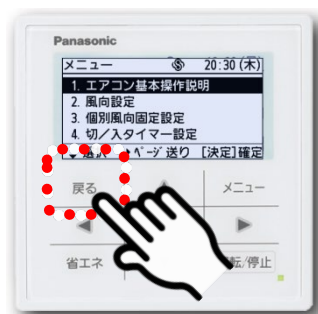 Panasonic
メニュー 20:30 (木)
1. エアコン基本操作説明
2. 風向設定
3. 個別風向固定設定
4. 切/入タイマー設定
ページ送り [決定]確定
戻る メニュー
省エネ 転/停止